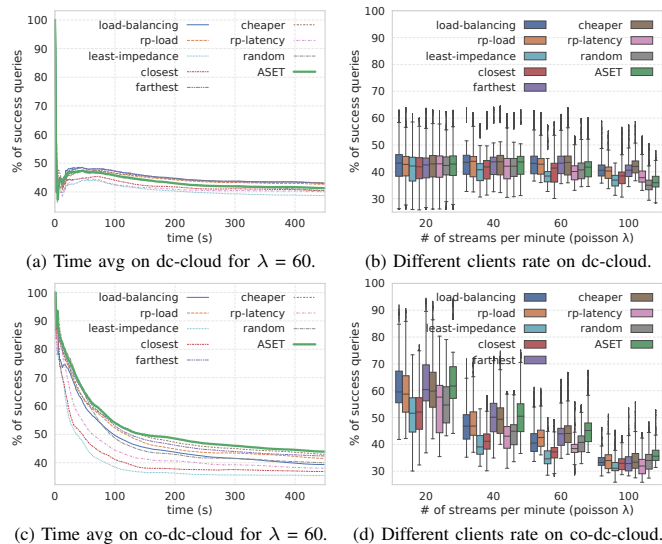 100
90
80
70
60
50
40
% of success queries
load-balancing
rp-load
least-impedance
closest
farthest
cheaper
rp-latency
random
ASET
0 100 200 300 400
time (s)
(a) Time avg on dc-cloud for λ = 60.
100
90
80
70
60
50
40
30
% of success queries
load-balancing
rp-load
least-impedance
closest
farthest
cheaper
rp-latency
random
ASET
20 40 60 80 100
# of streams per minute (poisson λ)
(b) Different clients rate on dc-cloud.
100
90
80
70
60
50
40
% of success queries
load-balancing
rp-load
least-impedance
closest
farthest
cheaper
rp-latency
random
ASET
0 100 200 300 400
time (s)
(c) Time avg on co-dc-cloud for λ = 60.
100
90
80
70
60
50
40
30
% of success queries
load-balancing
rp-load
least-impedance
closest
farthest
cheaper
rp-latency
random
ASET
20 40 60 80 100
# of streams per minute (poisson λ)
(d) Different clients rate on co-dc-cloud.